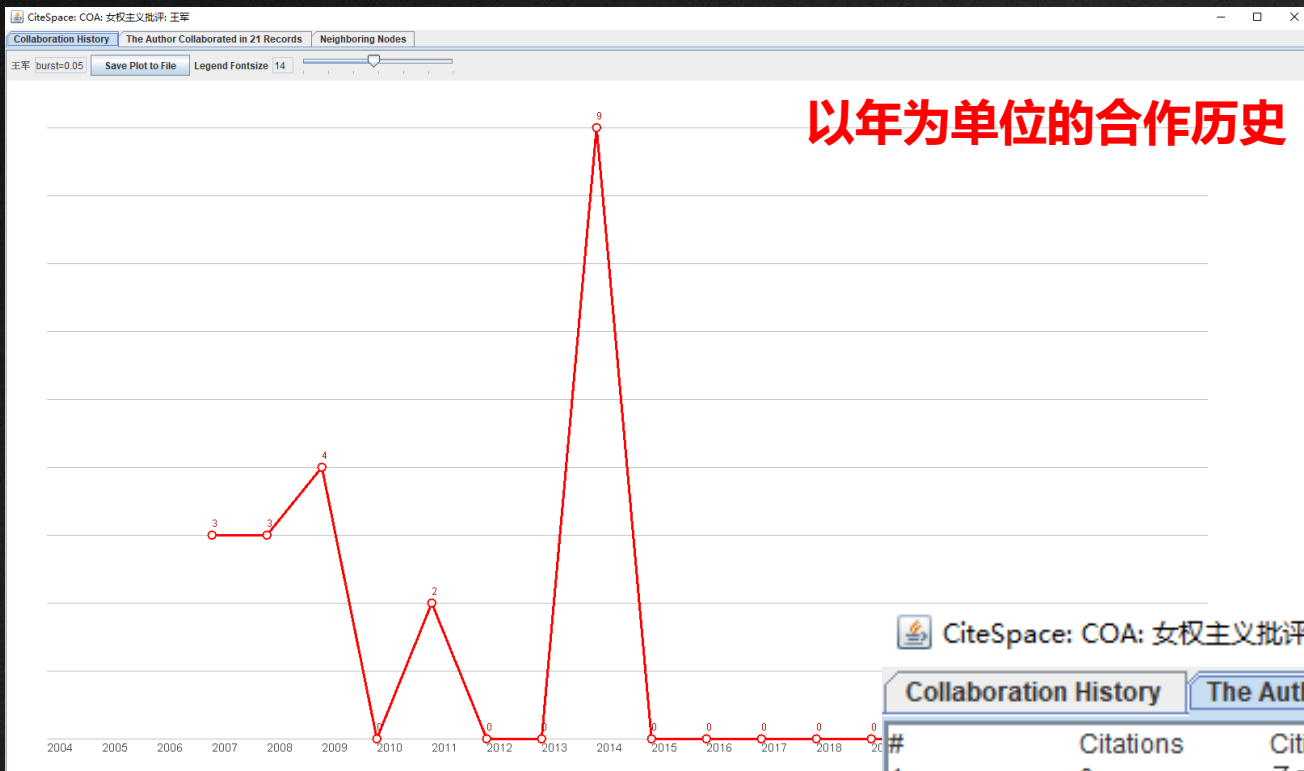 CiteSpace: COA: 女权主义批评: 王军
Collaboration History The Author Collaborated in 21 Records Neighboring Nodes
王军 burst=0.05 Save Plot to File Legend Fontsize 14
以年为单位的合作历史
9
4
3 3
2
0 0 0 0 0 0 0 0
2004 2005 2006 2007 2008 2009 2010 2011 2012 2013 2014 2015 2016 2017 2018
CiteSpace: COA: 女权主义批评
Collaboration History The Auth
# Citations Citi